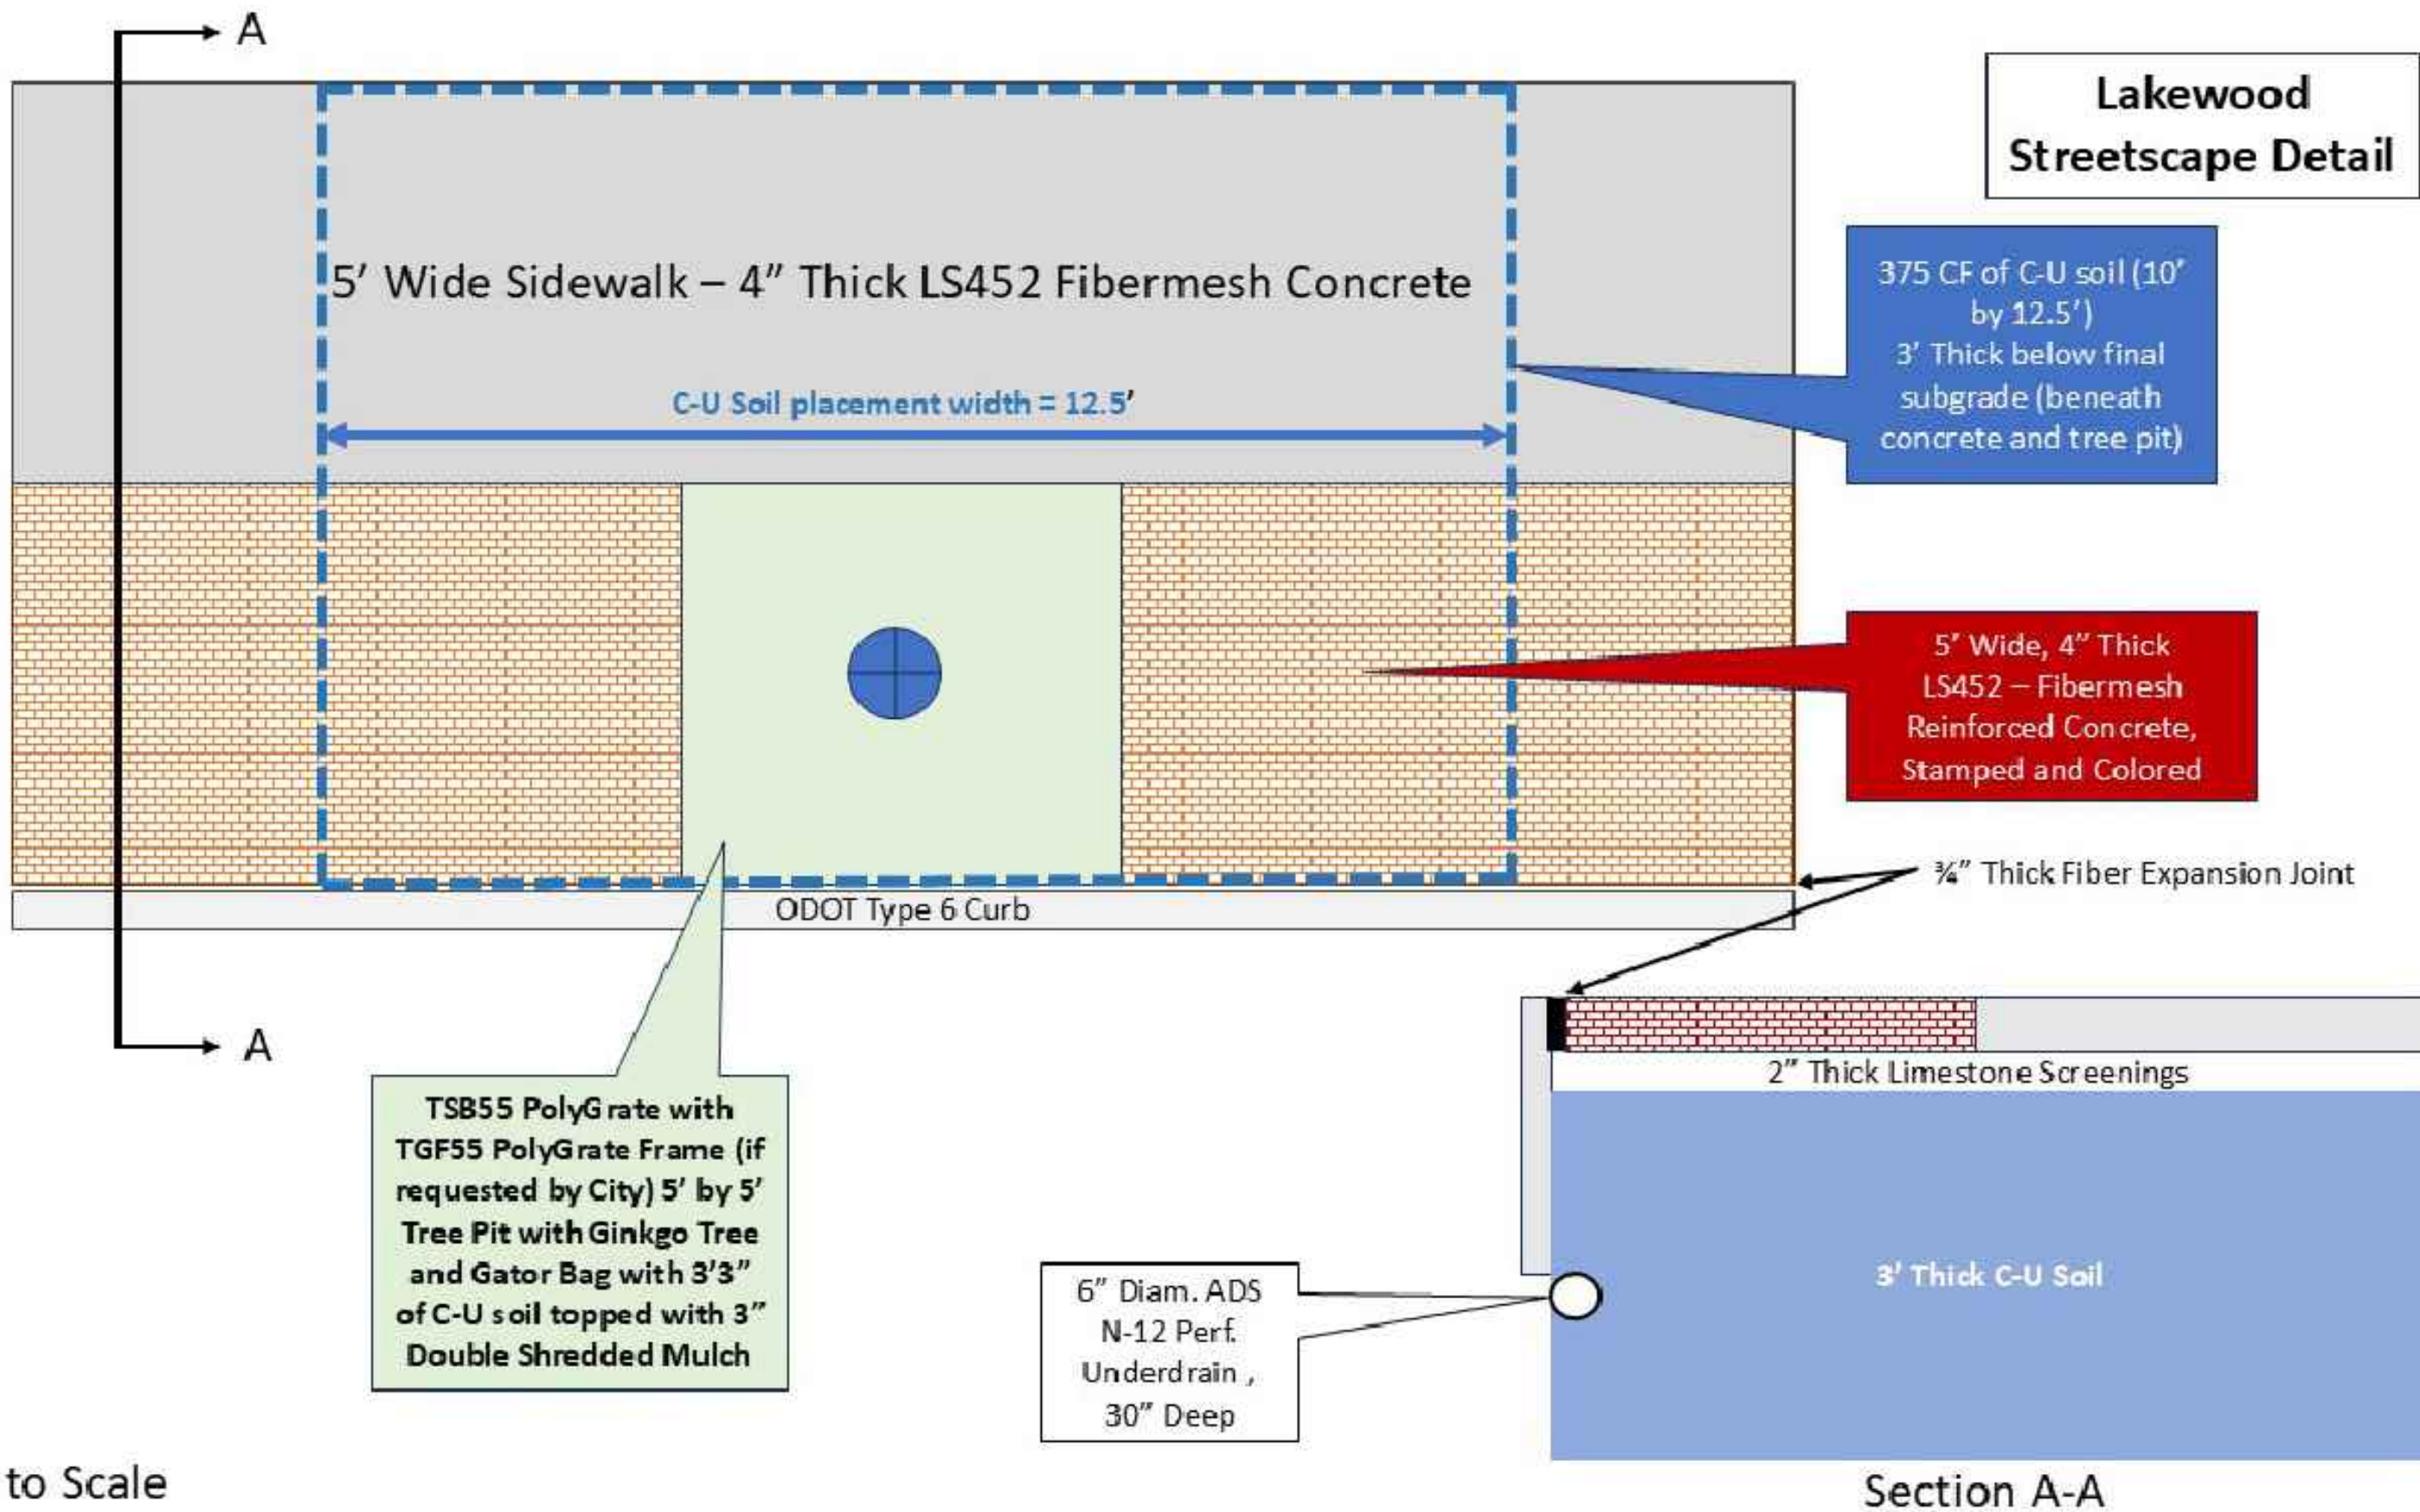 A
Lakewood
Streetscape Detail
5’ Wide Sidewalk – 4” Thick LS452 Fibermesh Concrete
375 CF of C-U soil (10’
by 12.5’)
3’ Thick below final
subgrade (beneath
concrete and tree pit)
C-U Soil placement width = 12.5’
5’ Wide, 4” Thick
LS452 – Fibermesh
Reinforced Concrete,
Stamped and Colored
¾” Thick Fiber Expansion Joint
ODOT Type 6 Curb
A
2” Thick Limestone Screenings
TSB55 PolyGrate with
TGF55 PolyGrate Frame (if
requested by City) 5’ by 5’
Tree Pit with Ginkgo Tree
and Gator Bag with 3’3”
of C-U soil topped with 3”
Double Shredded Mulch
3’ Thick C-U Soil
6” Diam. ADS
N-12 Perf.
Underdrain ,
30” Deep
to Scale
Section A-A